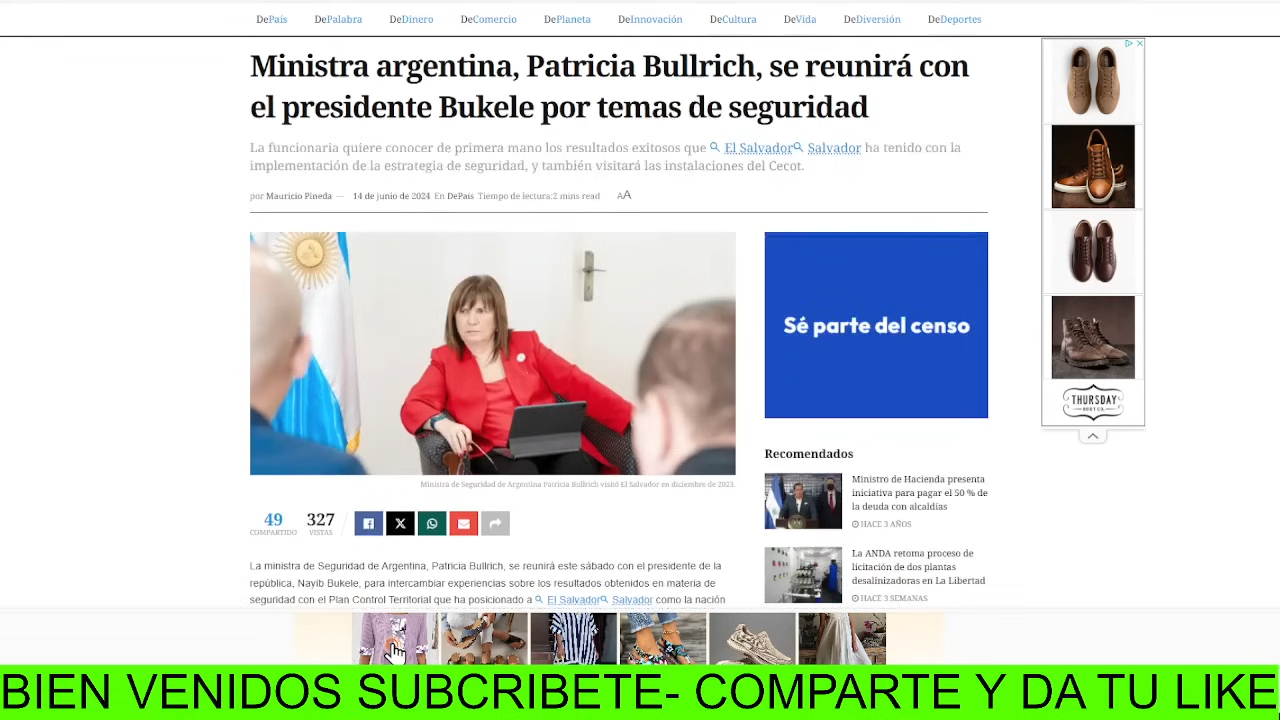 DePaís DePalabra DeDinero DeComercio DePlaneta DeInnovación DeCultura DeVida DeDiversión DeDeportes
Ministra argentina, Patricia Bullrich, se reunirá con
el presidente Bukele por temas de seguridad
La funcionaria quiere conocer de primera mano los resultados exitosos que El Salvador Salvador ha tenido con la
implementación de la estrategia de seguridad, y también visitará las instalaciones del Cecot.
por Mauricio Pineda — 14 de junio de 2024 En DePaís Tiempo de lectura:2 mins read AA
Sé parte del censo
THURSDAY
BOOT CO.
Ministra de Seguridad de Argentina Patricia Bullrich visitó El Salvador en diciembre de 2023.
49
COMPARTIDO
327
VISTAS
La ministra de Seguridad de Argentina, Patricia Bullrich, se reunirá este sábado con el presidente de la
república, Nayib Bukele, para intercambiar experiencias sobre los resultados obtenidos en materia de
seguridad con el Plan Control Territorial que ha posicionado a El Salvador Salvador como la nación
Recomendados
Ministro de Hacienda presenta
iniciativa para pagar el 50 % de
la deuda con alcaldías
HACE 3 AÑOS
La ANDA retoma proceso de
licitación de dos plantas
desalinizadoras en La Libertad
HACE 3 SEMANAS
BIEN VENIDOS SUBCRIBETE- COMPARTE Y DA TU LIKE